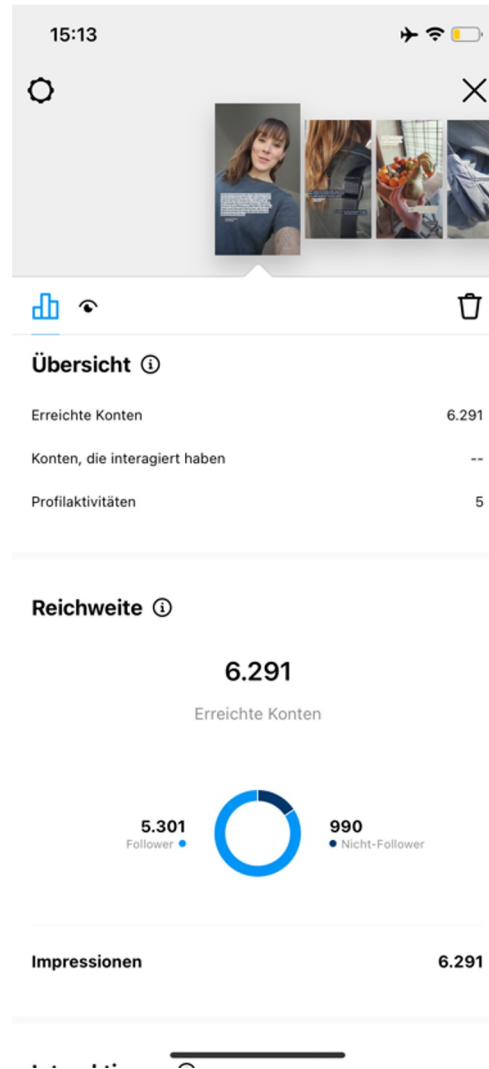 15:13
Übersicht
Erreichte Konten 6.291
Konten, die interagiert haben --
Profilaktivitäten 5
Reichweite
6.291
Erreichte Konten
5.301
Follower
990
Nicht-Follower
Impressionen 6.291